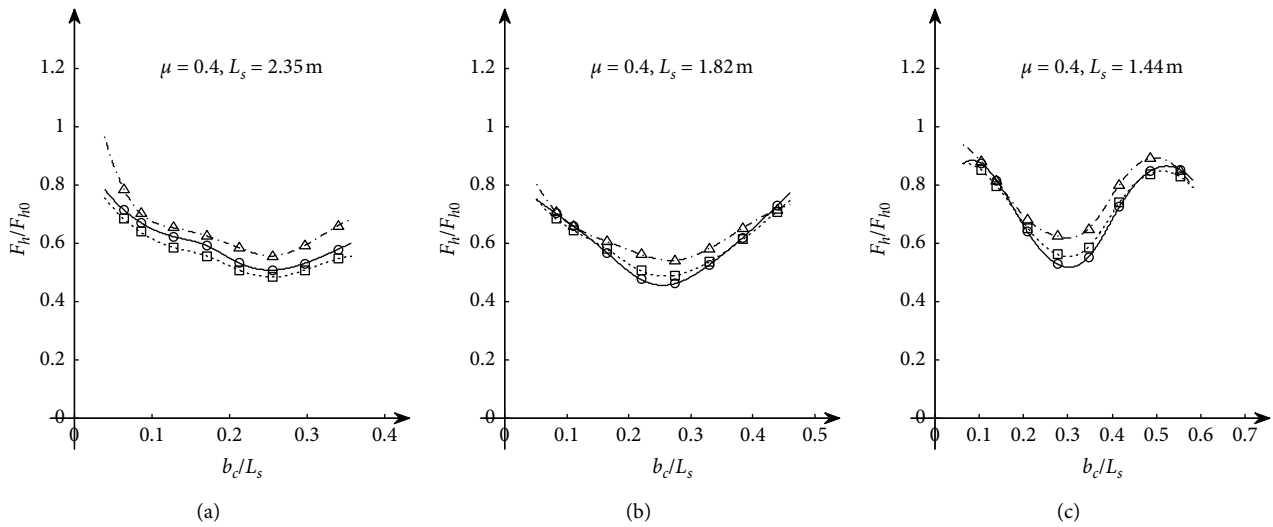 μ = 0.4, Lₛ = 2.35 m
F_h/F_h0
1.2
1
0.8
0.6
0.4
0.2
0
0 0.1 0.2 0.3 0.4
b_c/L_s
(a)
μ = 0.4, Lₛ = 1.82 m
F_h/F_h0
1.2
1
0.8
0.6
0.4
0.2
0
0 0.1 0.2 0.3 0.4 0.5
b_c/L_s
(b)
μ = 0.4, Lₛ = 1.44 m
F_h/F_h0
1.2
1
0.8
0.6
0.4
0.2
0
0 0.1 0.2 0.3 0.4 0.5 0.6 0.7
b_c/L_s
(c)